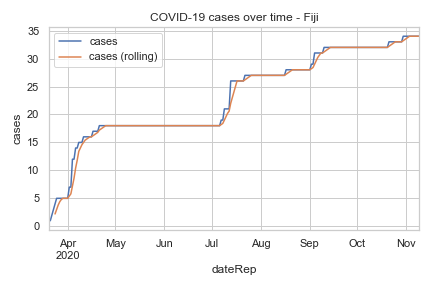 COVID-19 cases over time - Fiji
cases
cases (rolling)
35
30
25
20
15
10
5
0
cases
Apr May Jun Jul Aug Sep Oct Nov
2020
dateRep